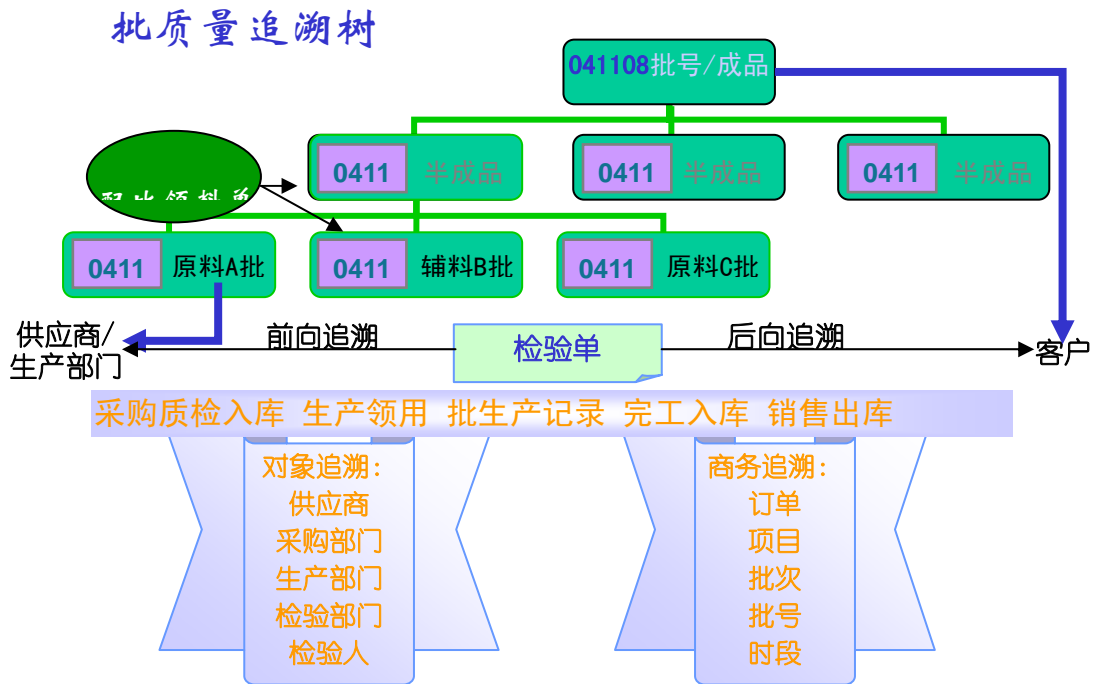 批质量追溯树
041108批号/成品
0411 半成品
0411 半成品
0411 半成品
配比领料单
0411 原料A批
0411 辅料B批
0411 原料C批
供应商/
生产部门
前向追溯
检验单
后向追溯
客户
采购质检入库 生产领用 批生产记录 完工入库 销售出库
对象追溯:
供应商
采购部门
生产部门
检验部门
检验人
商务追溯:
订单
项目
批次
批号
时段